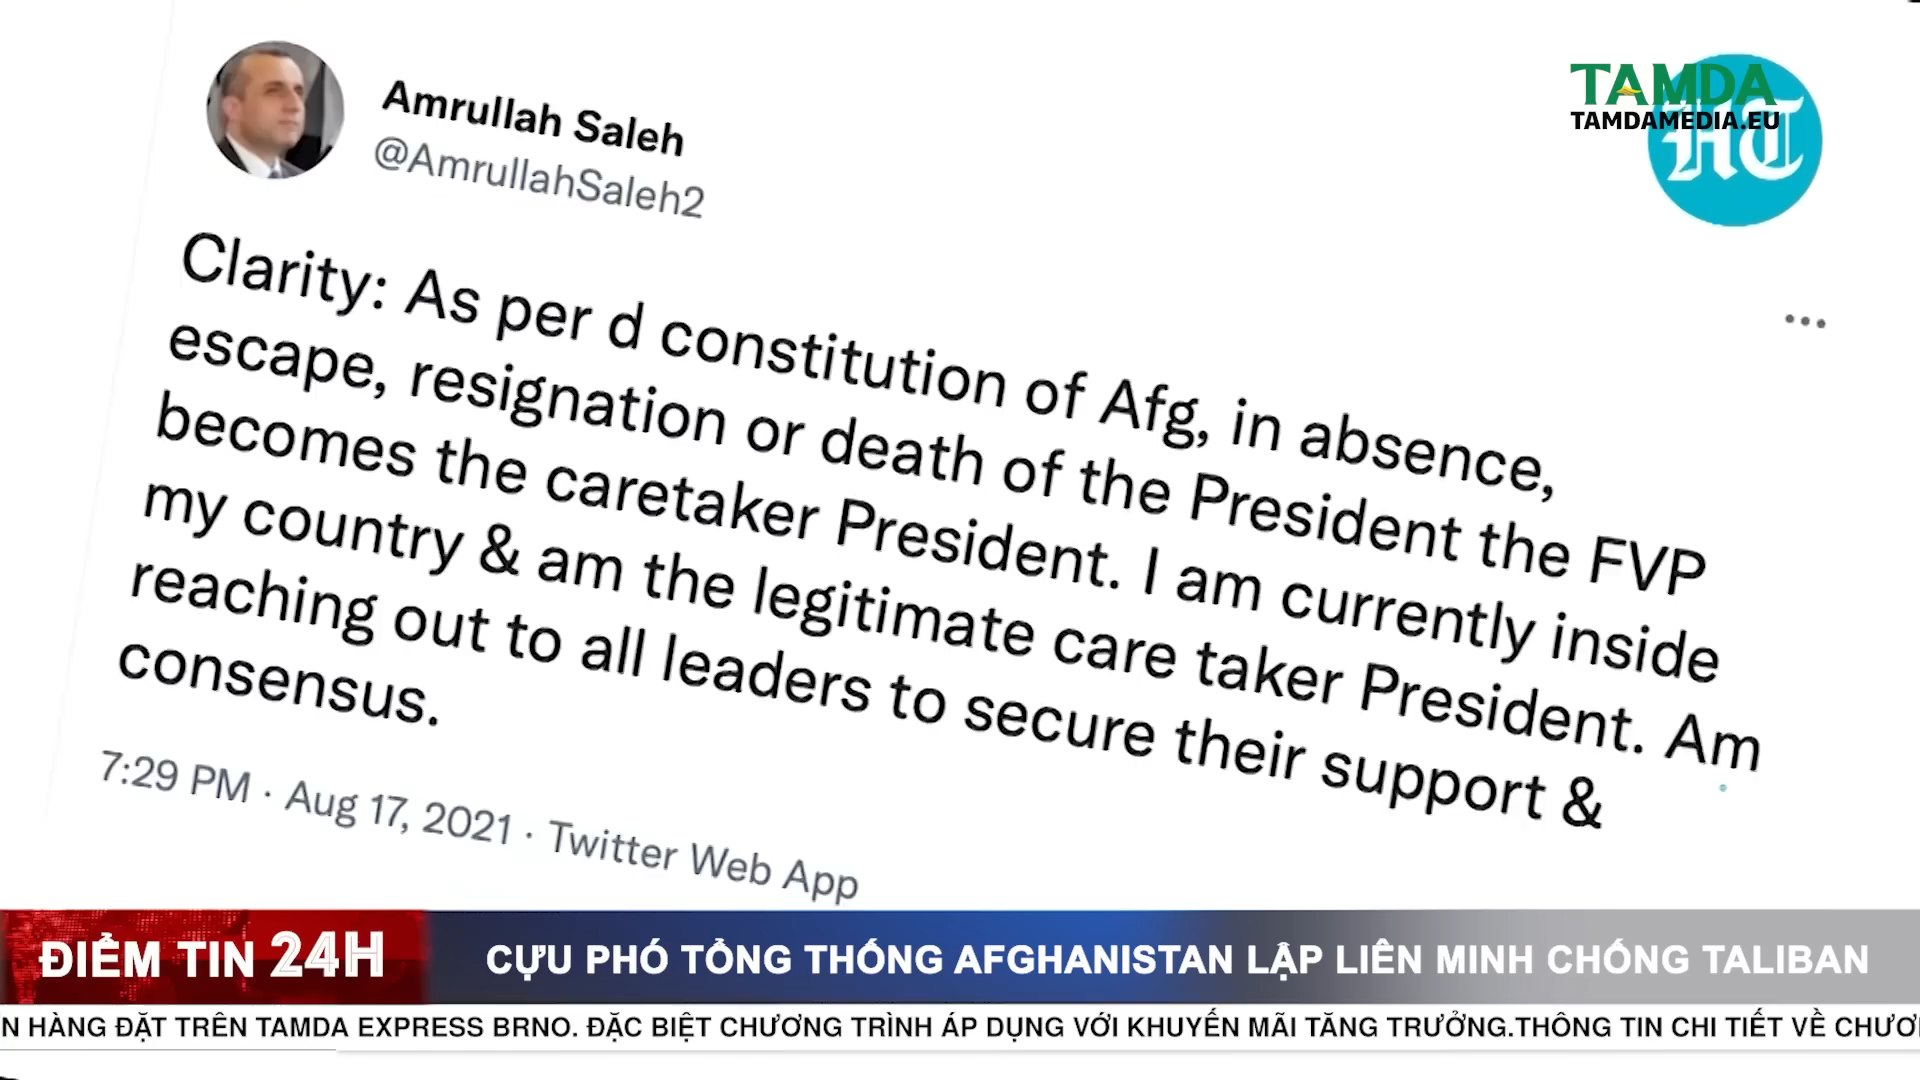 Amrullah Saleh
@AmrullahSaleh2
TAMDA
TAMDAMEDIA.EU
HT
Clarity: As per d constitution of Afg, in absence,
escape, resignation or death of the President the FVP
becomes the caretaker President. I am currently inside
my country & am the legitimate care taker President. Am
reaching out to all leaders to secure their support &
consensus.
7:29 PM · Aug 17, 2021 · Twitter Web App
ĐIỂM TIN 24H
CỰU PHÓ TỔNG THỐNG AFGHANISTAN LẬP LIÊN MINH CHỐNG TALIBAN
N HÀNG ĐẶT TRÊN TAMDA EXPRESS BRNO. ĐẶC BIỆT CHƯƠNG TRÌNH ÁP DỤNG VỚI KHUYẾN MÃI TĂNG TRƯỞNG.THÔNG TIN CHI TIẾT VỀ CHƯƠ